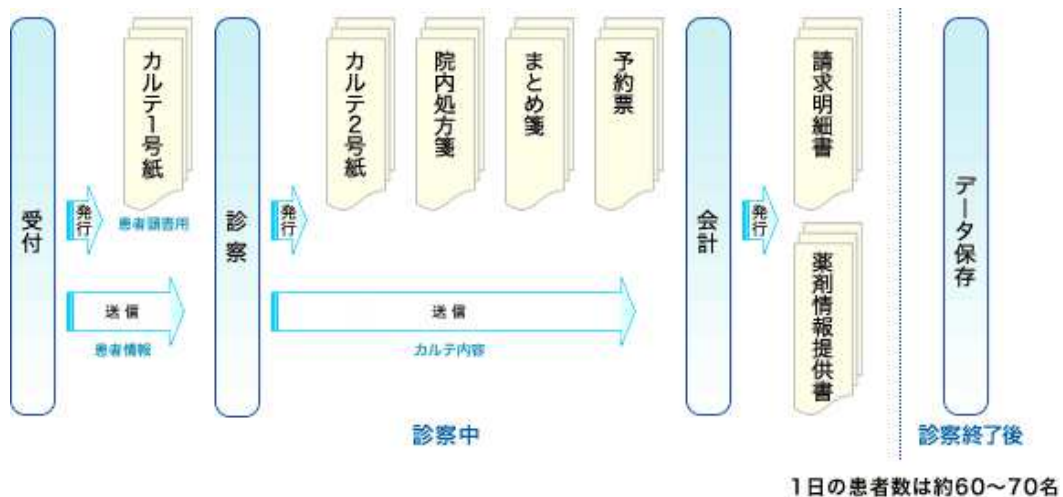 受付
発行
カルテ1号紙
患者頭書用
送信
患者情報
診察
発行
カルテ2号紙
院内処方箋
まとめ箋
予約票
送信
カルテ内容
会計
発行
請求明細書
薬剤情報提供書
データ保存
診察中
診察終了後
1日の患者数は約60～70名